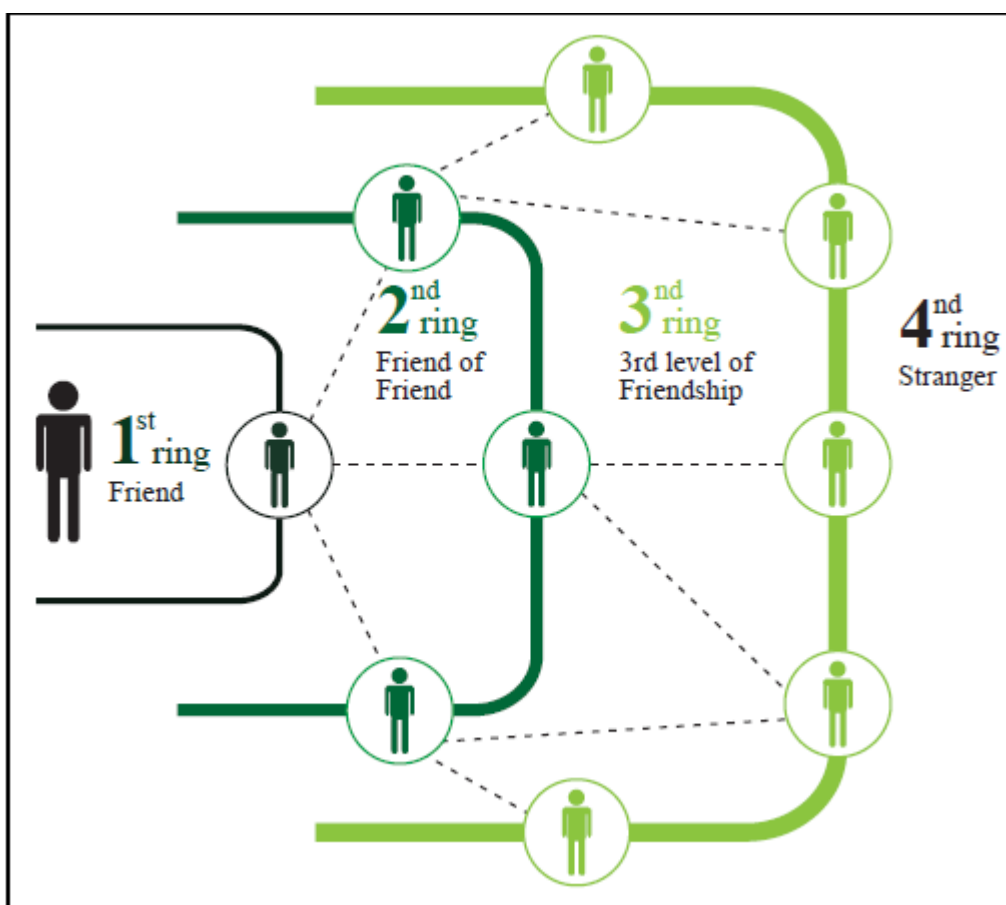 1st ring
Friend
2nd ring
Friend of
Friend
3nd ring
3rd level of
Friendship
4nd ring
Stranger